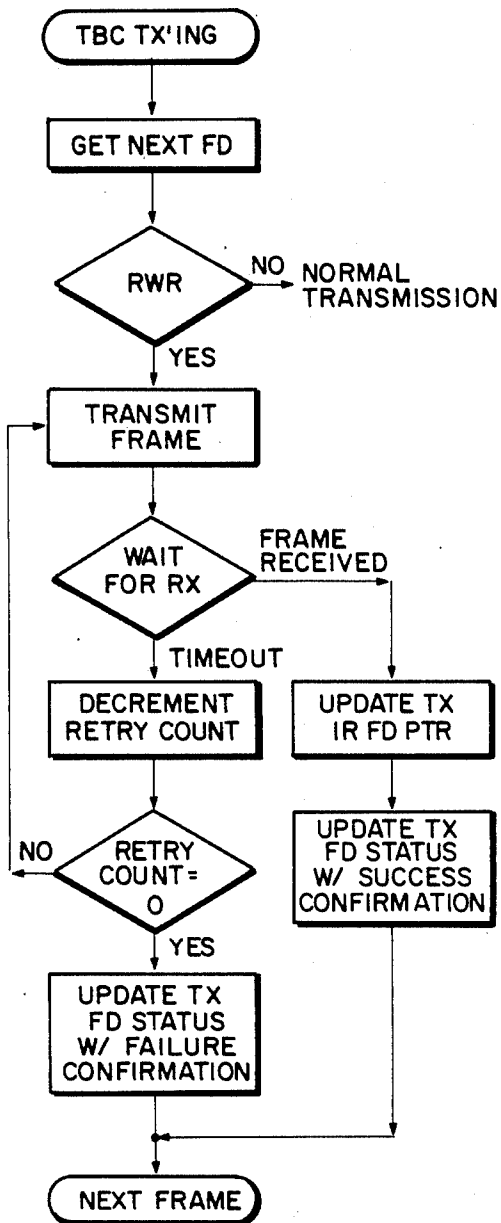 TBC TX'ING
GET NEXT FD
RWR
NO
NORMAL
TRANSMISSION
YES
TRANSMIT
FRAME
WAIT
FOR RX
FRAME
RECEIVED
TIMEOUT
DECREMENT
RETRY COUNT
UPDATE TX
IR FD PTR
RETRY
COUNT=
0
NO
YES
UPDATE TX
FD STATUS
W/ SUCCESS
CONFIRMATION
UPDATE TX
FD STATUS
W/ FAILURE
CONFIRMATION
NEXT FRAME